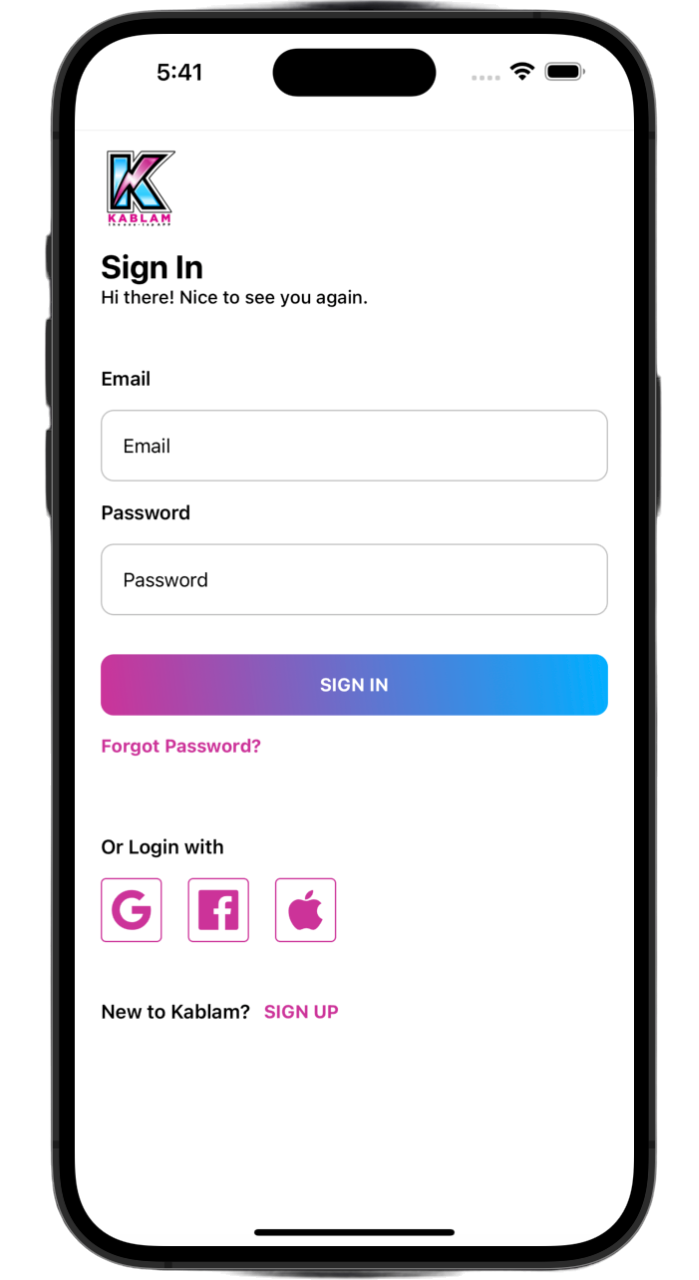 5:41
KABLAM
Sign In
Hi there! Nice to see you again.
Email
Email
Password
Password
SIGN IN
Forgot Password?
Or Login with
New to Kablam? SIGN UP